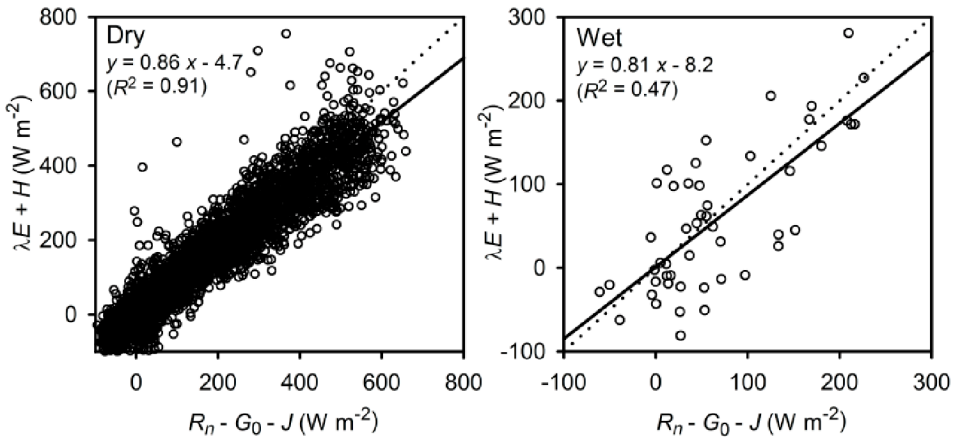 Dry
y = 0.86 x - 4.7
(R² = 0.91)
λE + H (W m⁻²)
800
600
400
200
0
0 200 400 600 800
Rₙ - G₀ - J (W m⁻²)
Wet
y = 0.81 x - 8.2
(R² = 0.47)
λE + H (W m⁻²)
300
200
100
0
-100
-100 0 100 200 300
Rₙ - G₀ - J (W m⁻²)